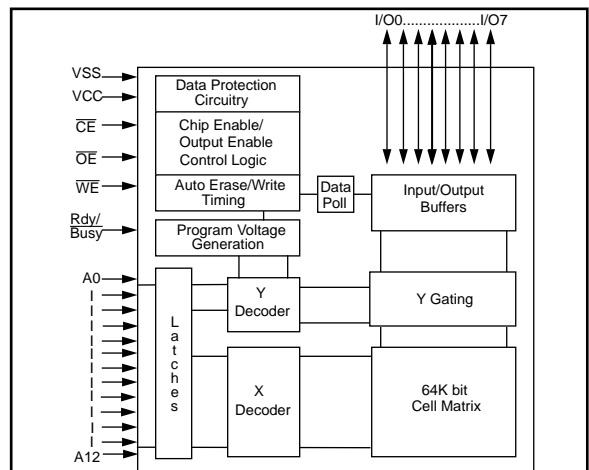 I/O0...................I/O7
VSS
VCC
CE
OE
WE
Rdy/
Busy
A0
A12
Data Protection
Circuitry
Chip Enable/
Output Enable
Control Logic
Auto Erase/Write
Timing
Data
Poll
Input/Output
Buffers
Program Voltage
Generation
L
a
t
c
h
e
s
Y
Decoder
Y Gating
X
Decoder
64K bit
Cell Matrix